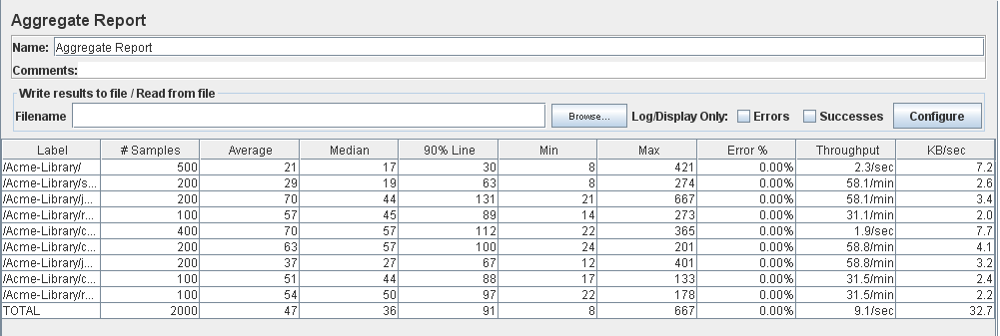 Aggregate Report
Name: Aggregate Report
Comments:
Write results to file / Read from file
Filename Browse... Log/Display Only: Errors Successes Configure
Label # Samples Average Median 90% Line Min Max Error % Throughput KB/sec
/Acme-Library/ 500 21 17 30 8 421 0.00% 2.3/sec 7.2
/Acme-Library/s... 200 29 19 63 8 274 0.00% 58.1/min 2.6
/Acme-Library/j... 200 70 44 131 21 667 0.00% 58.1/min 3.4
/Acme-Library/r... 100 57 45 89 14 273 0.00% 31.1/min 2.0
/Acme-Library/c... 400 70 57 112 22 365 0.00% 1.9/sec 7.7
/Acme-Library/c... 200 63 57 100 24 201 0.00% 58.8/min 4.1
/Acme-Library/j... 200 37 27 67 12 401 0.00% 58.8/min 3.2
/Acme-Library/c... 100 51 44 88 17 133 0.00% 31.5/min 2.4
/Acme-Library/r... 100 54 50 97 22 178 0.00% 31.5/min 2.2
TOTAL 2000 47 36 91 8 667 0.00% 9.1/sec 32.7